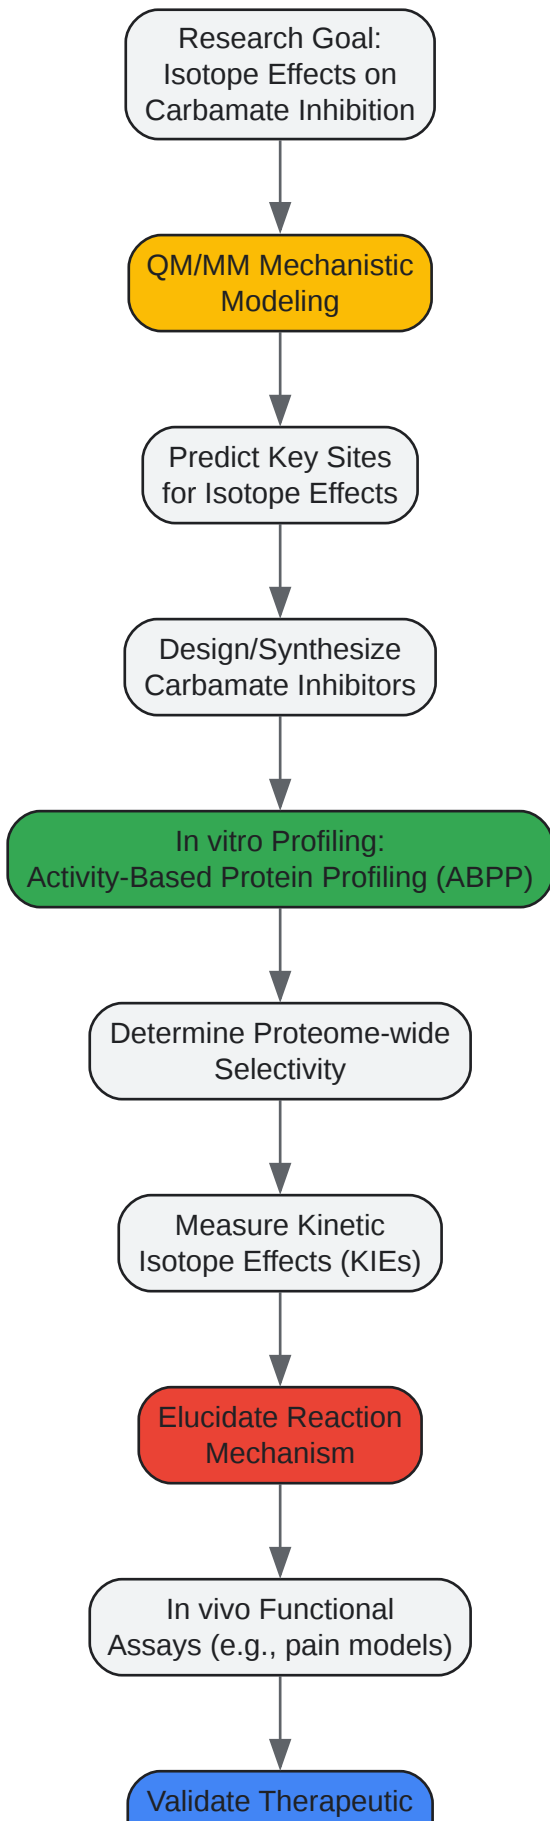 Research Goal:
Isotope Effects on
Carbamate Inhibition
QM/MM Mechanistic
Modeling
Predict Key Sites
for Isotope Effects
Design/Synthesize
Carbamate Inhibitors
In vitro Profiling:
Activity-Based Protein Profiling (ABPP)
Determine Proteome-wide
Selectivity
Measure Kinetic
Isotope Effects (KIEs)
Elucidate Reaction
Mechanism
In vivo Functional
Assays (e.g., pain models)
Validate Therapeutic